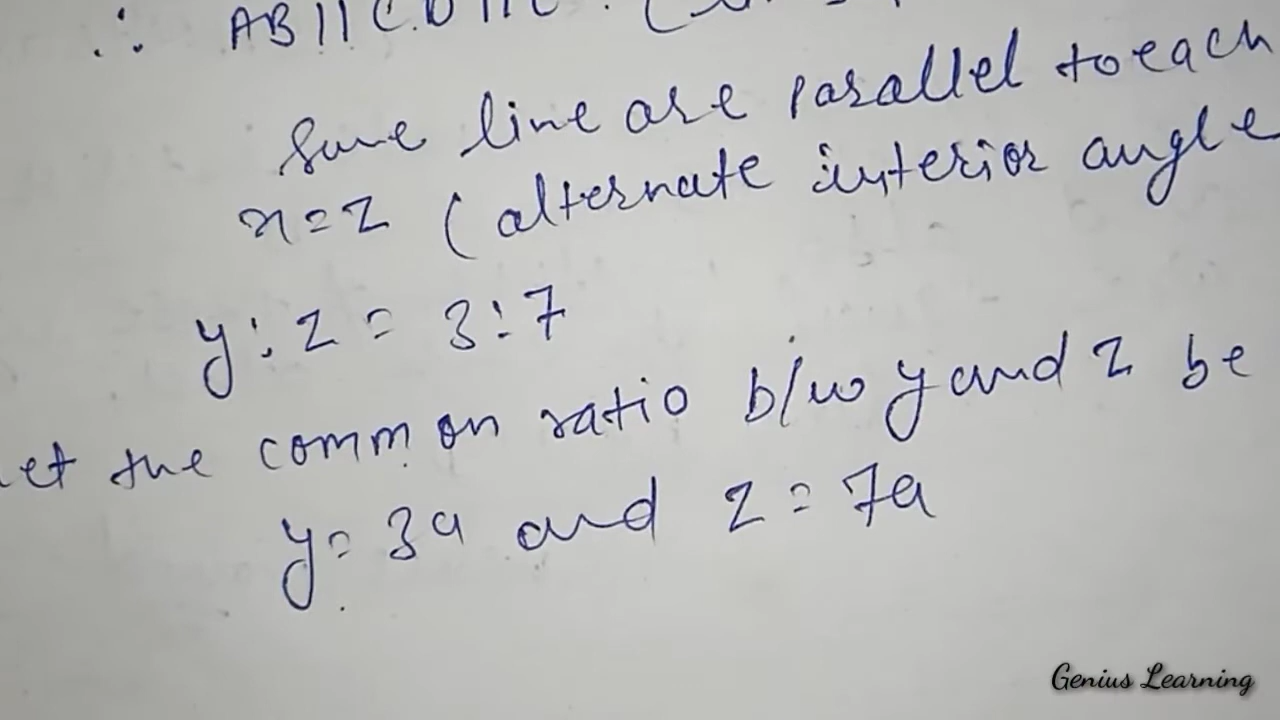 ∴ AB || CD ||
Same line are parallel to each
x = z (alternate interior angle
y : z = 3 : 7
let the common ratio b/w y and z be
y = 3a and z = 7a
Genius Learning